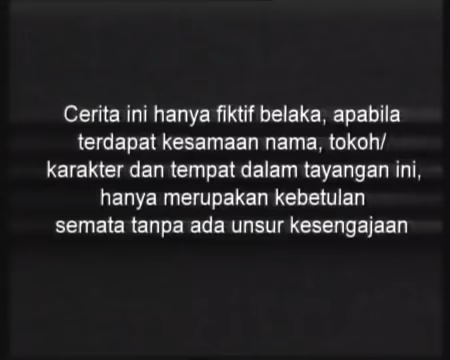 Cerita ini hanya fiktif belaka, apabila
terdapat kesamaan nama, tokoh/
karakter dan tempat dalam tayangan ini,
hanya merupakan kebetulan
semata tanpa ada unsur kesengajaan